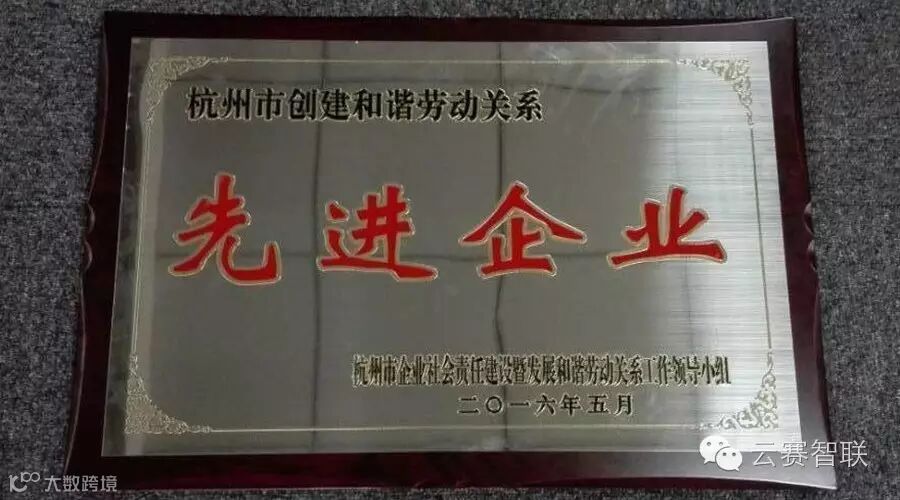 杭州市创建和谐劳动关系
先进企业
杭州市企业社会责任建设暨发展和谐劳动关系工作领导小组
二〇一六年五月
云赛智联
大数跨境